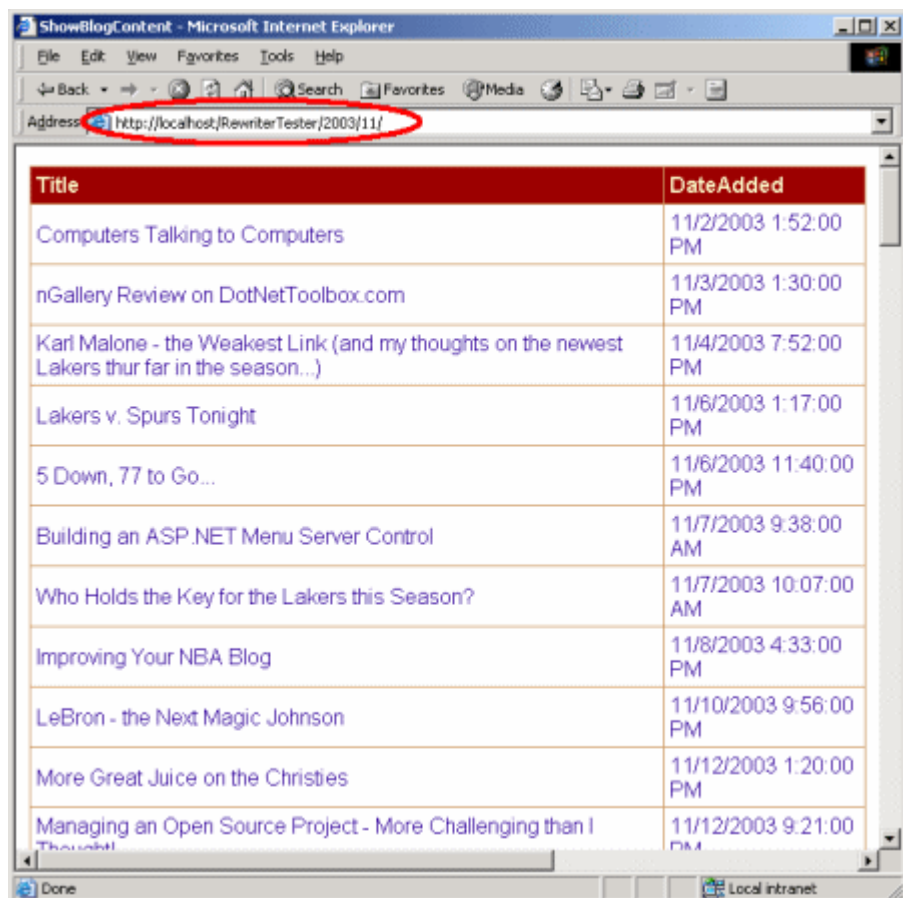 ShowBlogContent - Microsoft Internet Explorer
File Edit View Favorites Tools Help
Back Search Favorites Media
Address http://localhost/RewriterTester/2003/11/
Title DateAdded
Computers Talking to Computers 11/2/2003 1:52:00
PM
nGallery Review on DotNetToolbox.com 11/3/2003 1:30:00
PM
Karl Malone - the Weakest Link (and my thoughts on the newest 11/4/2003 7:52:00
Lakers thur far in the season...) PM
Lakers v. Spurs Tonight 11/6/2003 1:17:00
PM
5 Down, 77 to Go... 11/6/2003 11:40:00
PM
Building an ASP.NET Menu Server Control 11/7/2003 9:38:00
AM
Who Holds the Key for the Lakers this Season? 11/7/2003 10:07:00
AM
Improving Your NBA Blog 11/8/2003 4:33:00
PM
LeBron - the Next Magic Johnson 11/10/2003 9:56:00
PM
More Great Juice on the Christies 11/12/2003 1:20:00
PM
Managing an Open Source Project - More Challenging than I 11/12/2003 9:21:00
Thought! PM
Done Local intranet